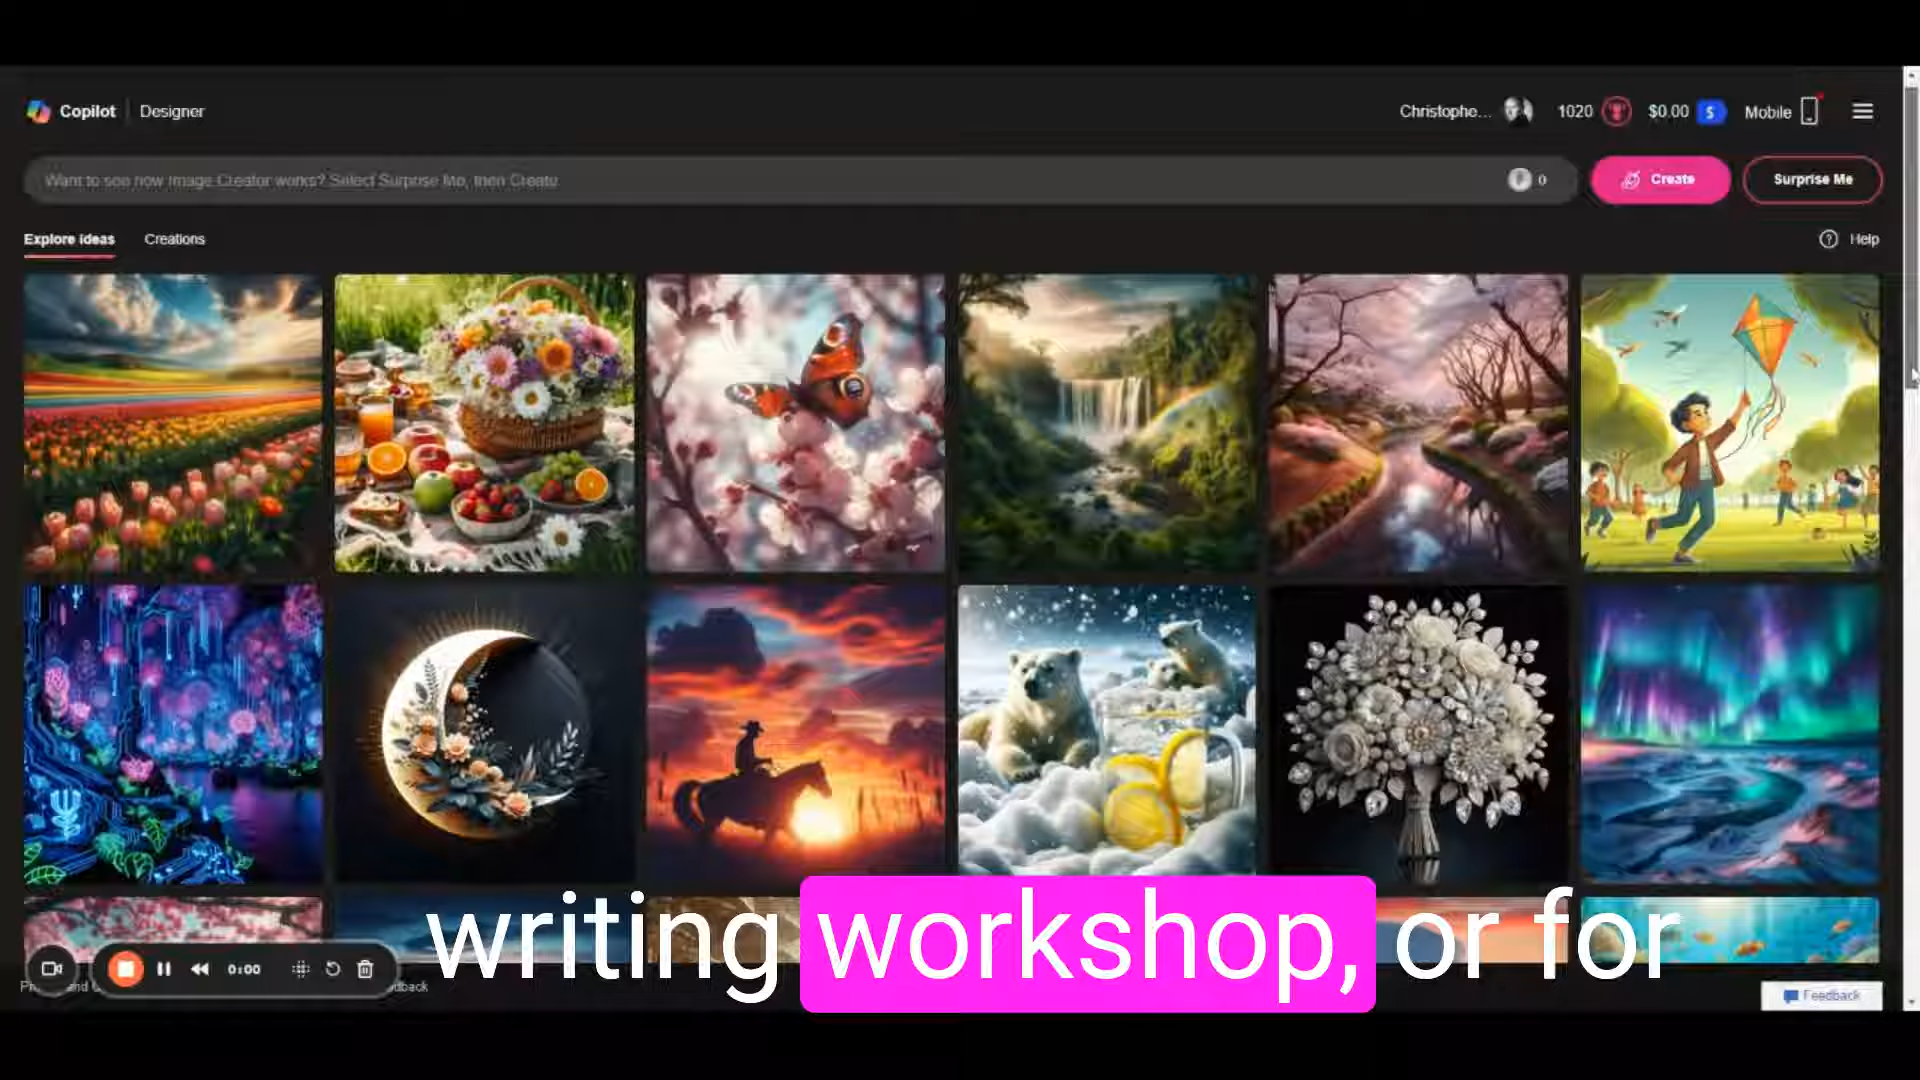 Copilot Designer Christophe... 1020 $0.00 Mobile
Want to see how Image Creator works? Select Surprise Me, then Create 0 Create Surprise Me
Explore ideas Creations Help
writing workshop, or for
0:00
Feedback